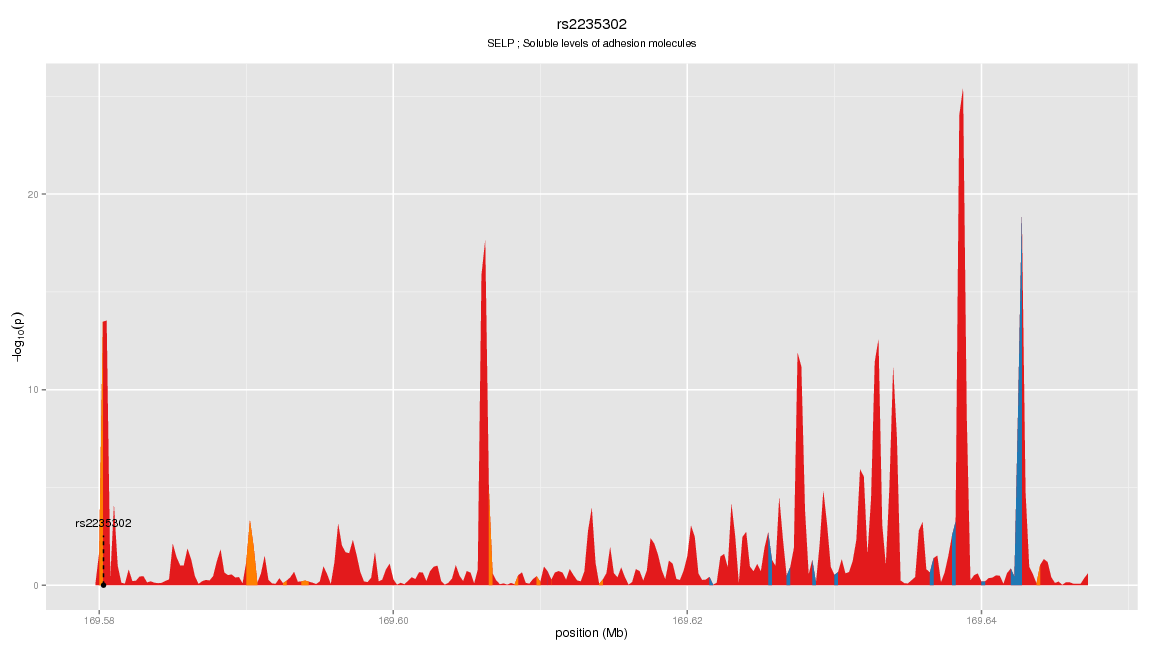 rs2235302
SELP ; Soluble levels of adhesion molecules
−log10(p)
20
10
0
rs2235302
169.58
169.60
169.62
169.64
position (Mb)